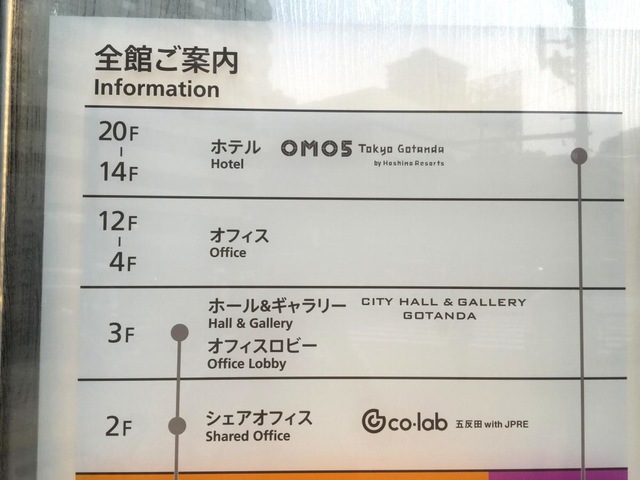 全館ご案内
Information
20F
14F
ホテル
Hotel
OMO5 Tokyo Gotanda
by Hoshino Resorts
12F
4F
オフィス
Office
3F
ホール&ギャラリー
Hall & Gallery
CITY HALL & GALLERY
GOTANDA
オフィスロビー
Office Lobby
2F
シェアオフィス
Shared Office
co-lab 五反田 with JPRE